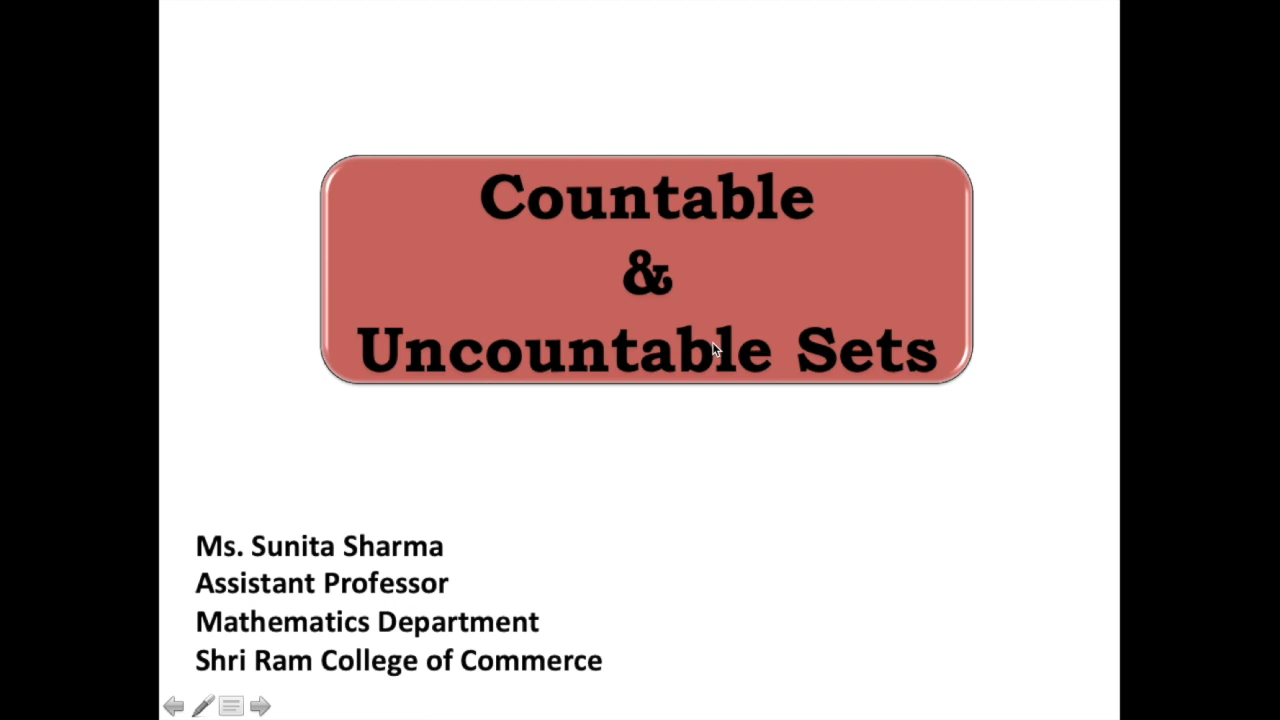 Countable
&
Uncountable Sets
Ms. Sunita Sharma
Assistant Professor
Mathematics Department
Shri Ram College of Commerce